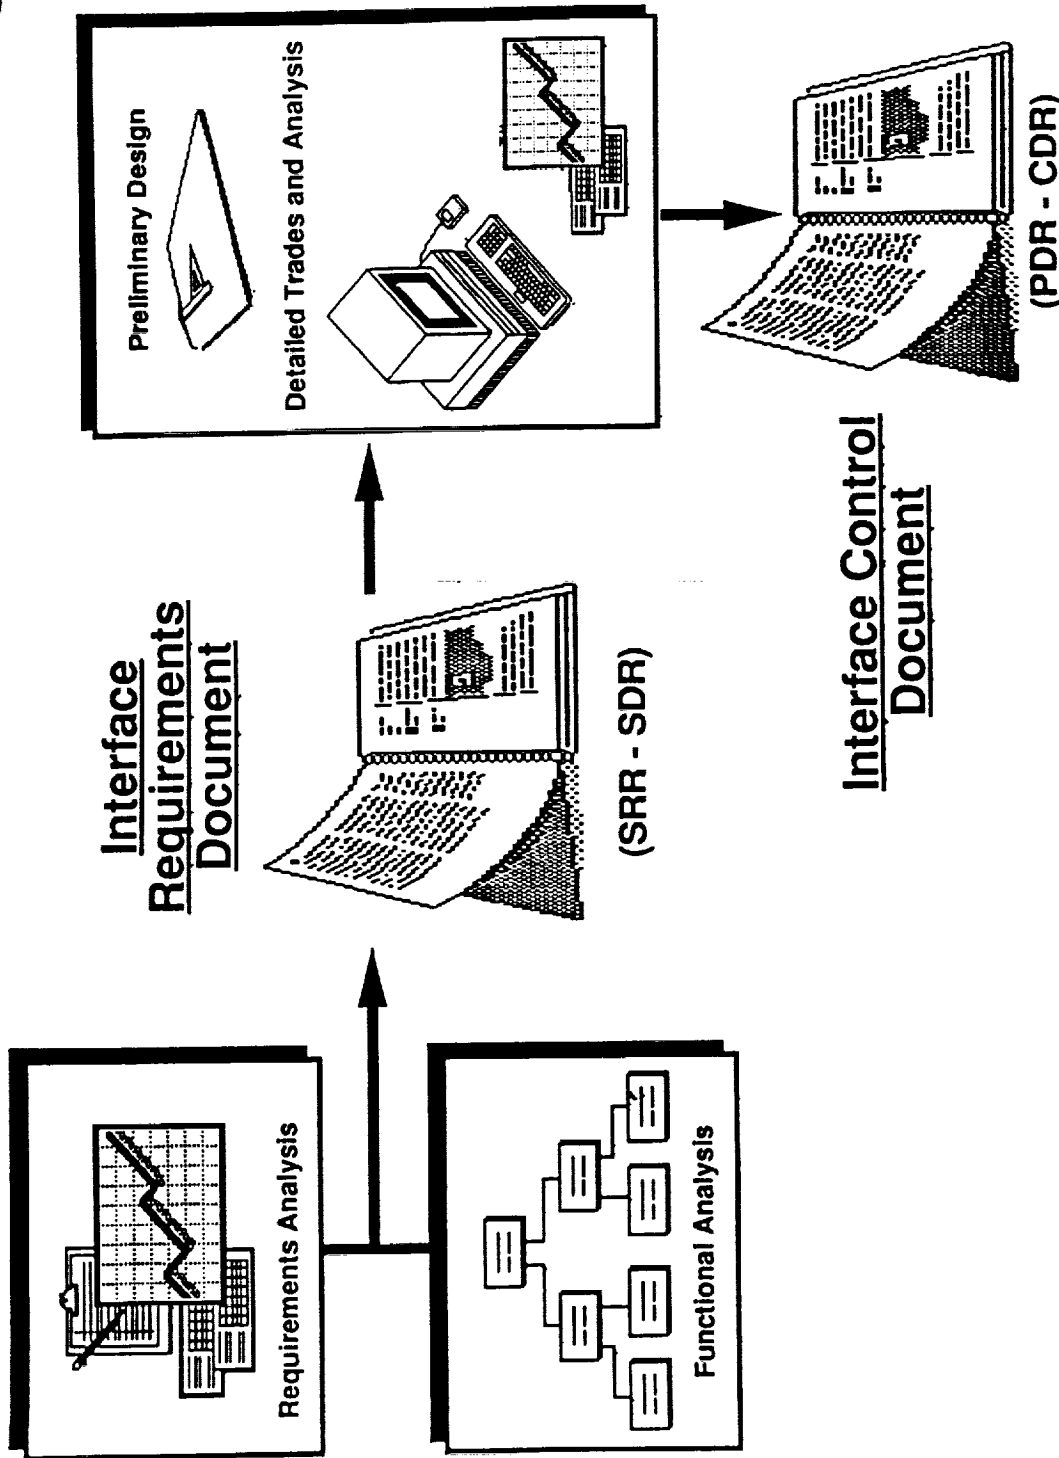 Requirements Analysis
Functional Analysis
Interface
Requirements
Document
(SRR - SDR)
Preliminary Design
Detailed Trades and Analysis
Interface Control
Document
(PDR - CDR)